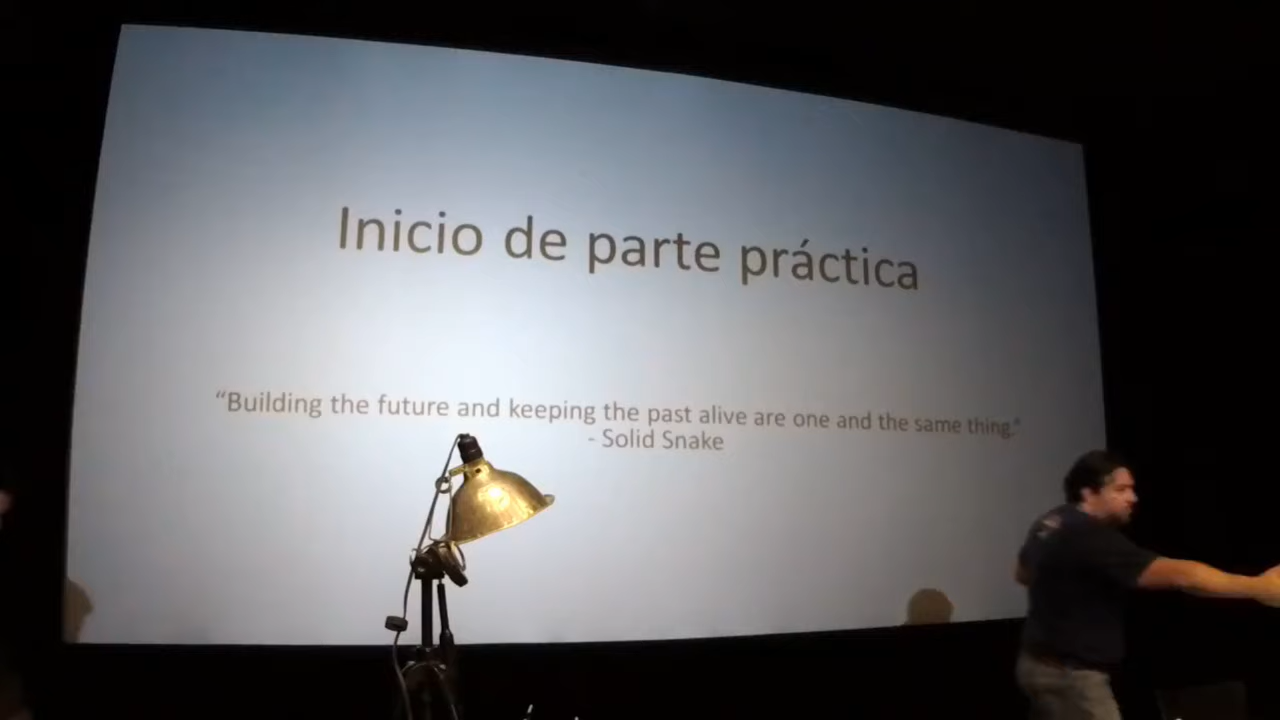 Inicio de parte práctica
“Building the future and keeping the past alive are one and the same thing.”
- Solid Snake